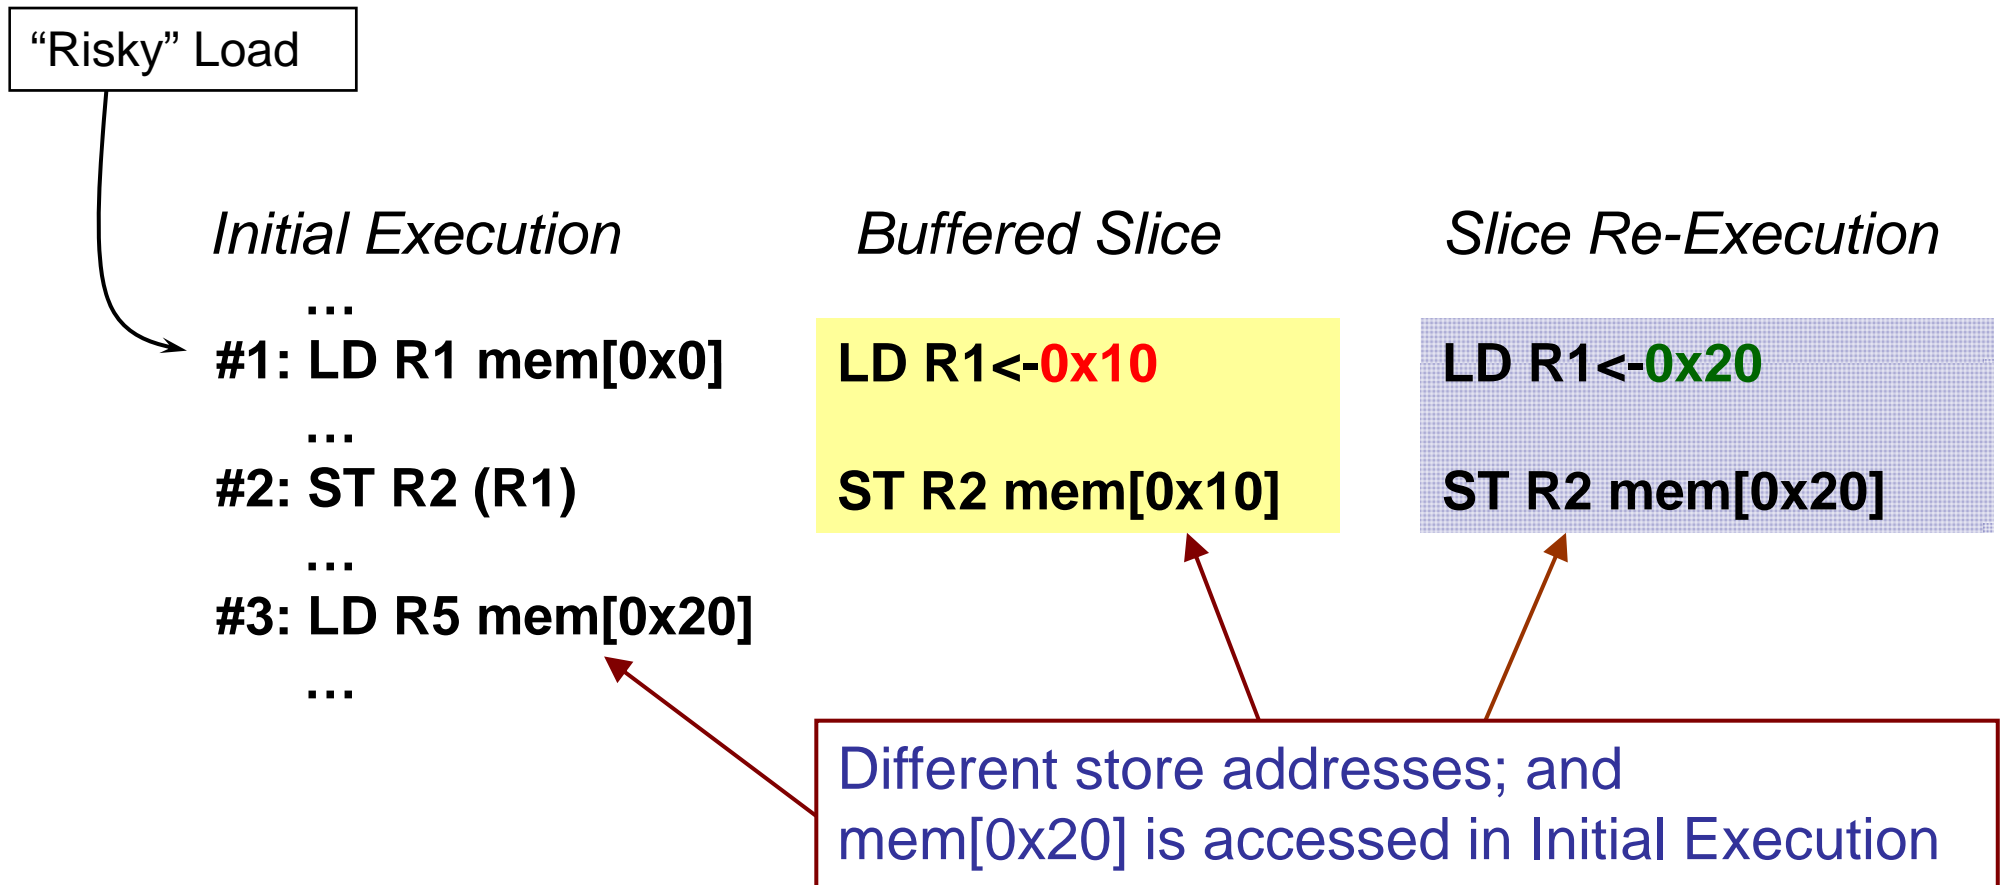 “Risky” Load
Initial Execution
…
#1: LD R1 mem[0x0]
…
#2: ST R2 (R1)
…
#3: LD R5 mem[0x20]
…
Buffered Slice
LD R1<-0x10
ST R2 mem[0x10]
Slice Re-Execution
LD R1<-0x20
ST R2 mem[0x20]
Different store addresses; and
mem[0x20] is accessed in Initial Execution